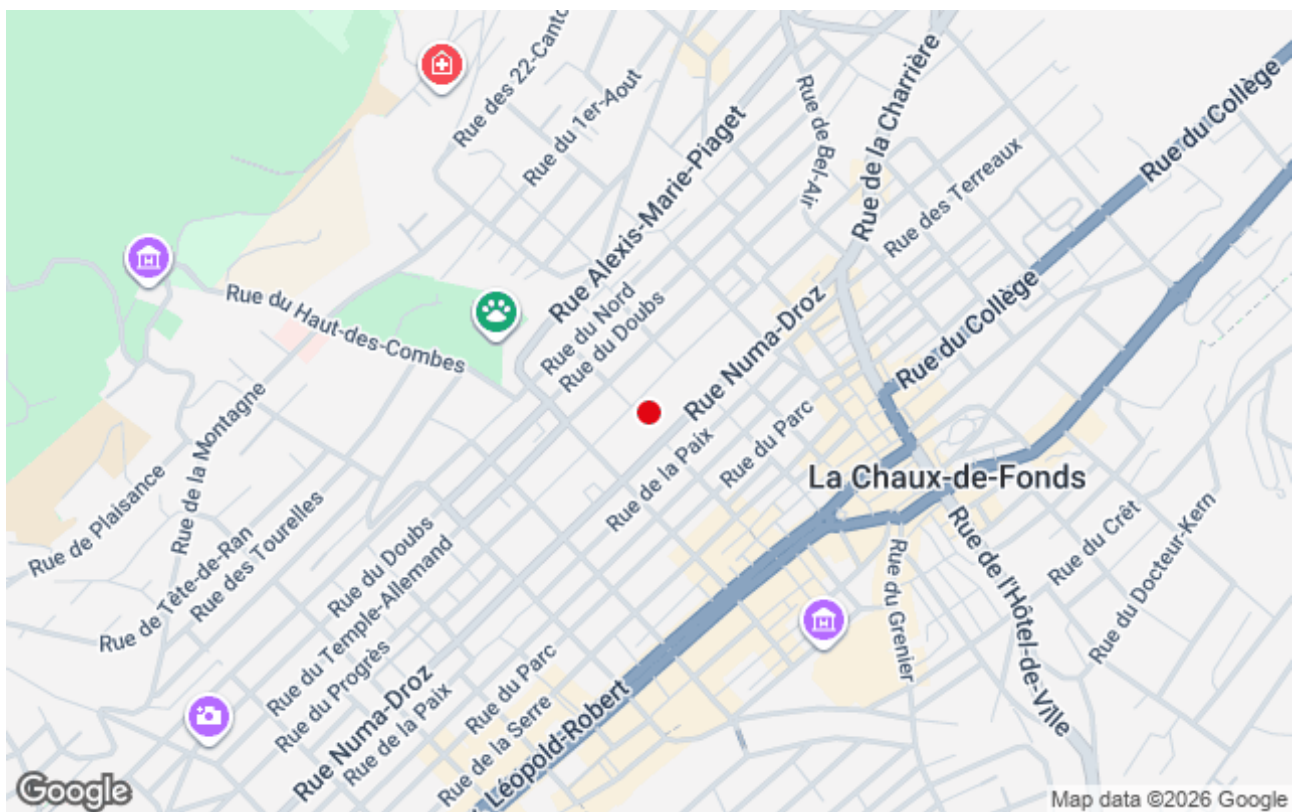 Rue des 22-Canto
Rue du 1er-Aout
Rue Alexis-Marie-Piaget
Rue de Bel-Air
Rue de la Charrière
Rue des Terreaux
Rue du Collège
Rue du Haut-des-Combes
Rue du Nord
Rue du Doubs
Rue Numa-Droz
Rue du Collège
Rue de la Montagne
Rue de la Paix
Rue du Parc
La Chaux-de-Fonds
Rue de Plaisance
Rue de Tête-de-Ran
Rue des Tourelles
Rue du Doubs
Rue du Temple-Allemand
Rue du Progrès
Rue Numa-Droz
Rue de la Paix
Rue du Parc
Rue de la Serre
Léopold-Robert
Rue du Grenier
Rue de l'Hôtel-de-Ville
Rue du Crêt
Rue du Docteur-Kern
Google
Map data ©2026 Google